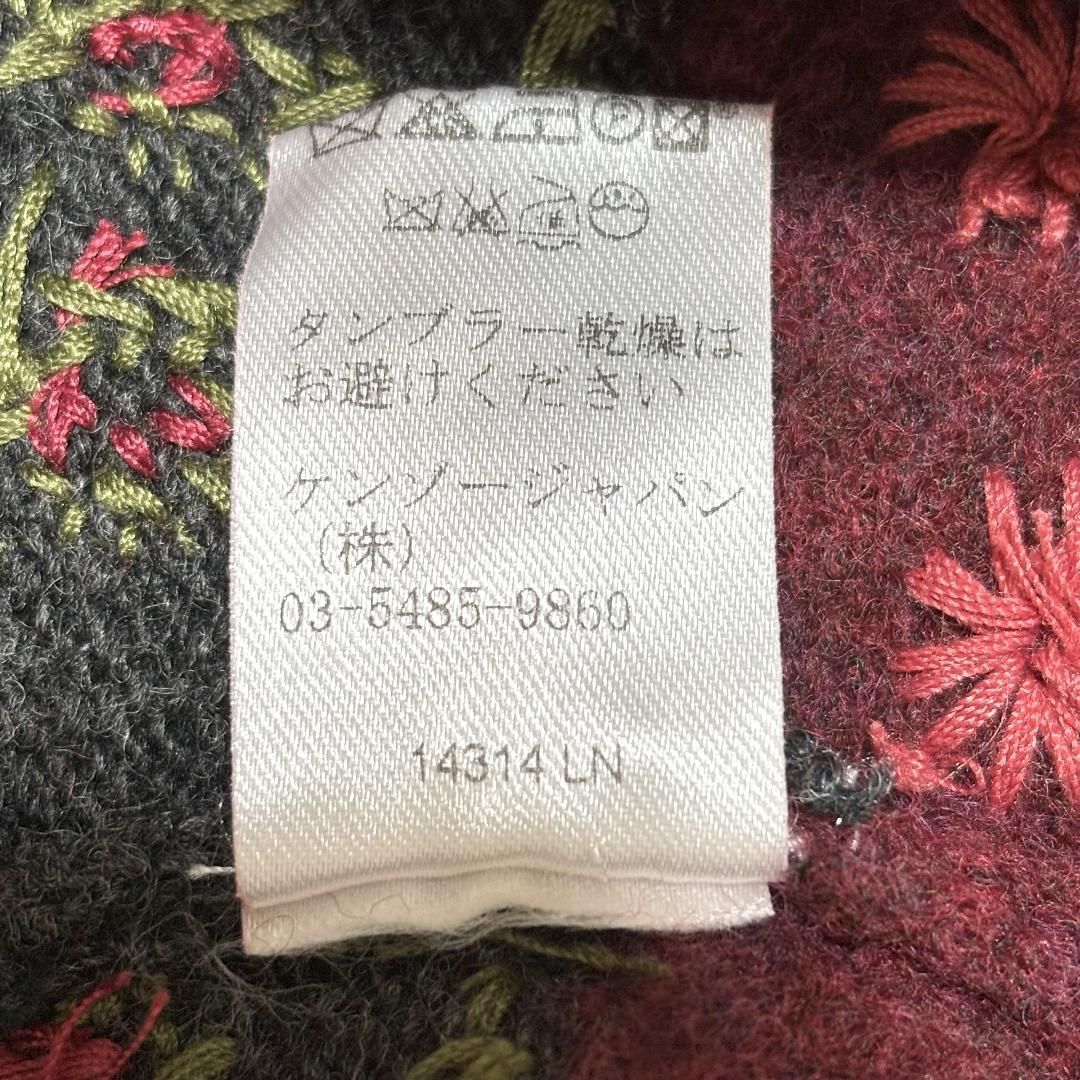 タンブラー乾燥は
お避けください
ケンゾージャパン
(株)
03-5485-9860
14314 LN